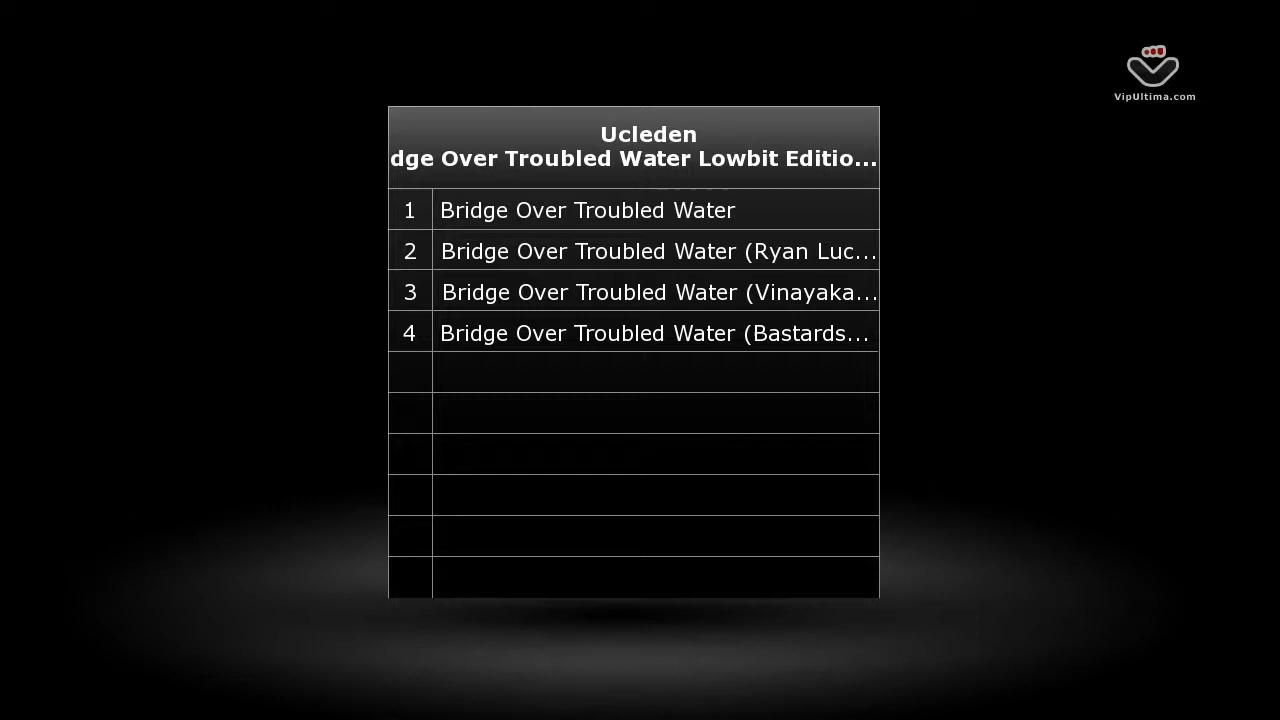 VipUltima.com
Ucleden
dge Over Troubled Water Lowbit Editio...
1 Bridge Over Troubled Water
2 Bridge Over Troubled Water (Ryan Luc...
3 Bridge Over Troubled Water (Vinayaka...
4 Bridge Over Troubled Water (Bastards...